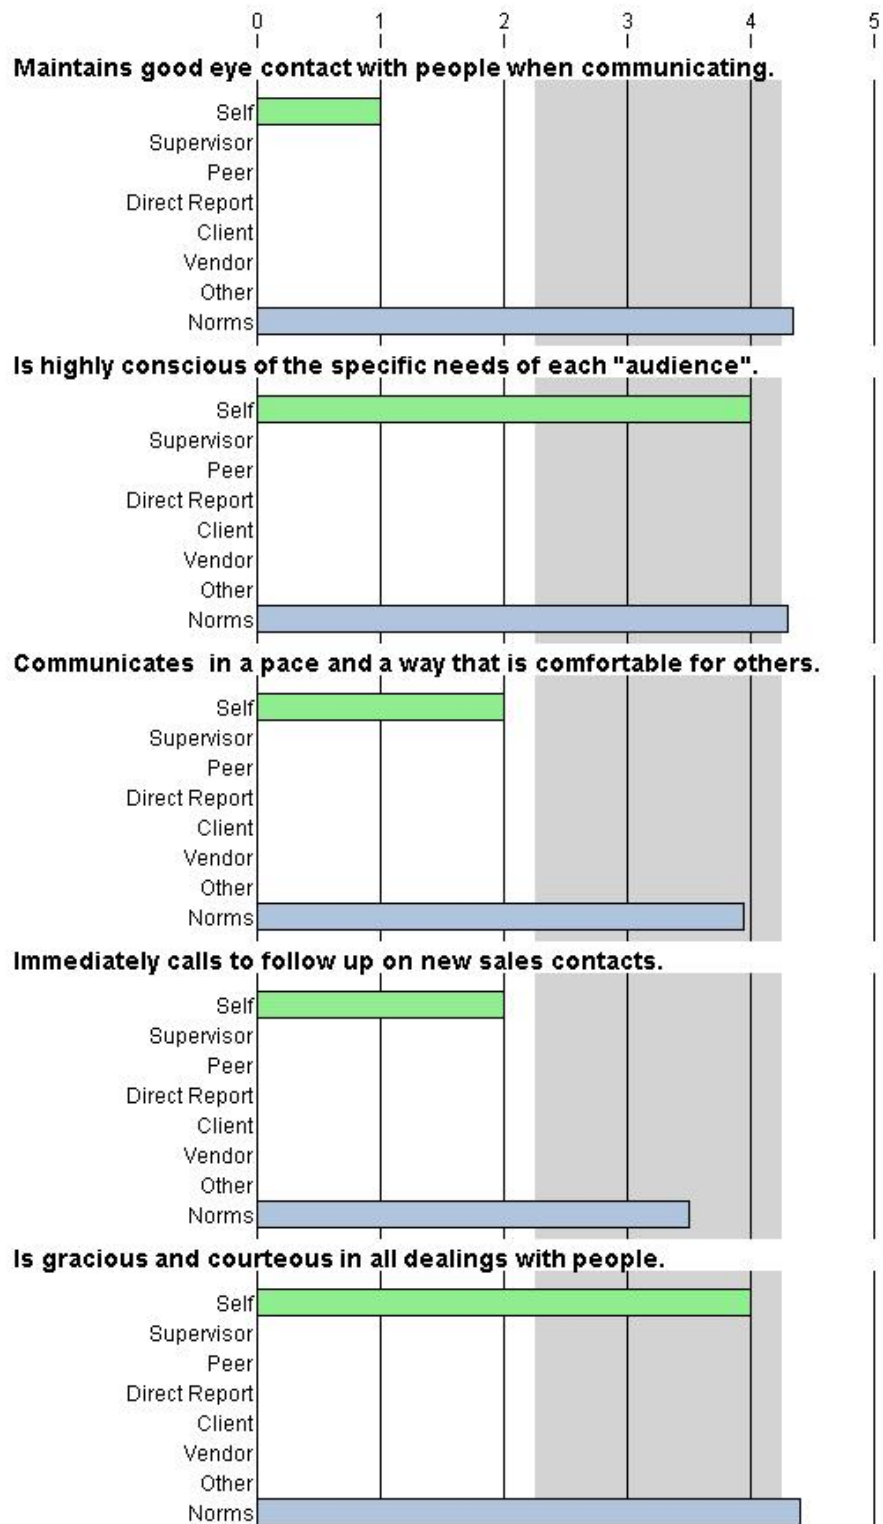 0 1 2 3 4 5
Maintains good eye contact with people when communicating.
Self
Supervisor
Peer
Direct Report
Client
Vendor
Other
Norms
Is highly conscious of the specific needs of each "audience".
Self
Supervisor
Peer
Direct Report
Client
Vendor
Other
Norms
Communicates  in a pace and a way that is comfortable for others.
Self
Supervisor
Peer
Direct Report
Client
Vendor
Other
Norms
Immediately calls to follow up on new sales contacts.
Self
Supervisor
Peer
Direct Report
Client
Vendor
Other
Norms
Is gracious and courteous in all dealings with people.
Self
Supervisor
Peer
Direct Report
Client
Vendor
Other
Norms